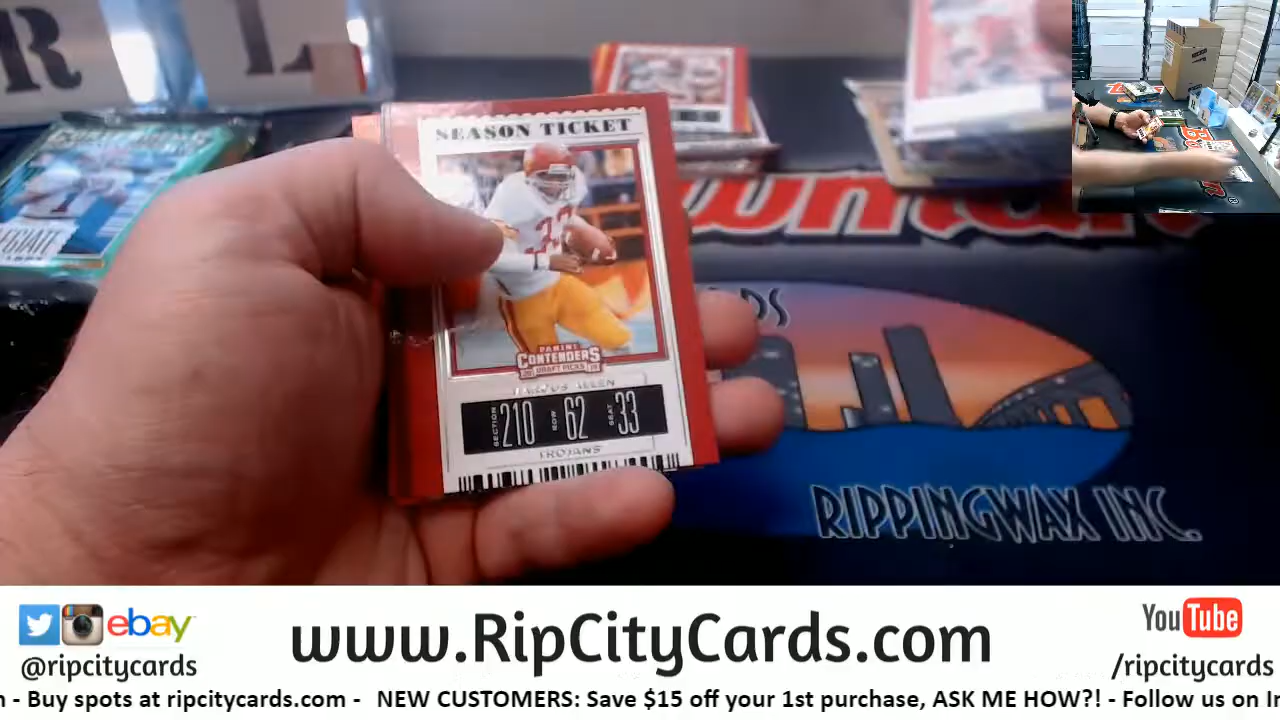 R L
SEASON TICKET
PANINI
CONTENDERS
DRAFT PICKS
MARCUS ALLEN
SECTION 210 ROW 62 SEAT 33
TROJANS
RIPPINGWAX INC.
ebay
@ripcitycards
www.RipCityCards.com
YouTube
/ripcitycards
- Buy spots at ripcitycards.com - NEW CUSTOMERS: Save $15 off your 1st purchase, ASK ME HOW?! - Follow us on